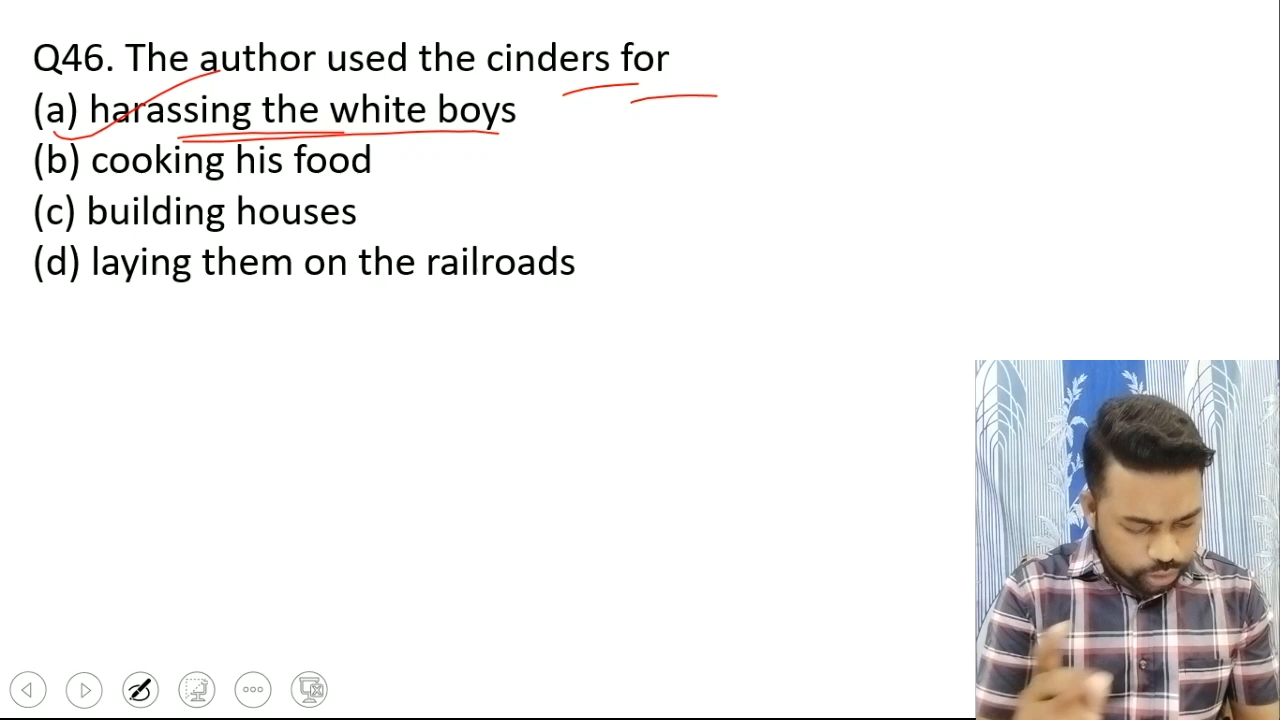 Q46. The author used the cinders for
(a) harassing the white boys
(b) cooking his food
(c) building houses
(d) laying them on the railroads